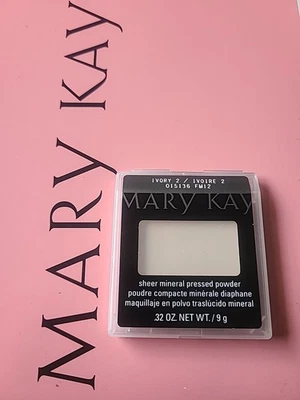 MARY KAY
IVORY 2 / IVOIRE 2
015136 FM12
MARY KAY
sheer mineral pressed powder
poudre compacte minérale diaphane
maquillaje en polvo traslúcido mineral
.32 OZ. NET WT. / 9 g